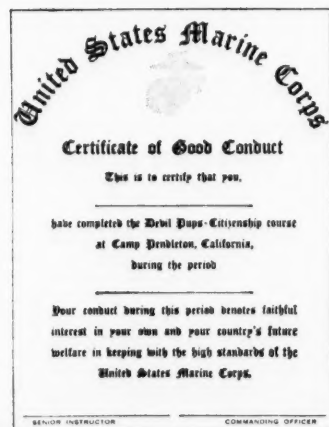 United States Marine Corps
Certificate of Good Conduct
This is to certify that you,
have completed the Devil Pups-Citizenship course
at Camp Pendleton, California,
during the period
Your conduct during this period denotes faithful
interest in your own and your country's future
welfare in keeping with the high standards of the
United States Marine Corps.
SENIOR INSTRUCTOR COMMANDING OFFICER